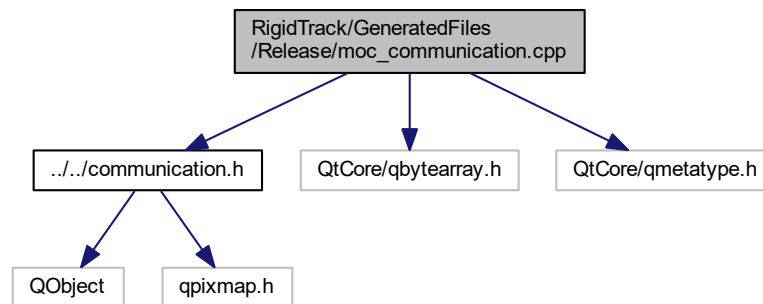 RigidTrack/GeneratedFiles
/Release/moc_communication.cpp
../../communication.h
QtCore/qbytearray.h
QtCore/qmetatype.h
QObject
qpixmap.h